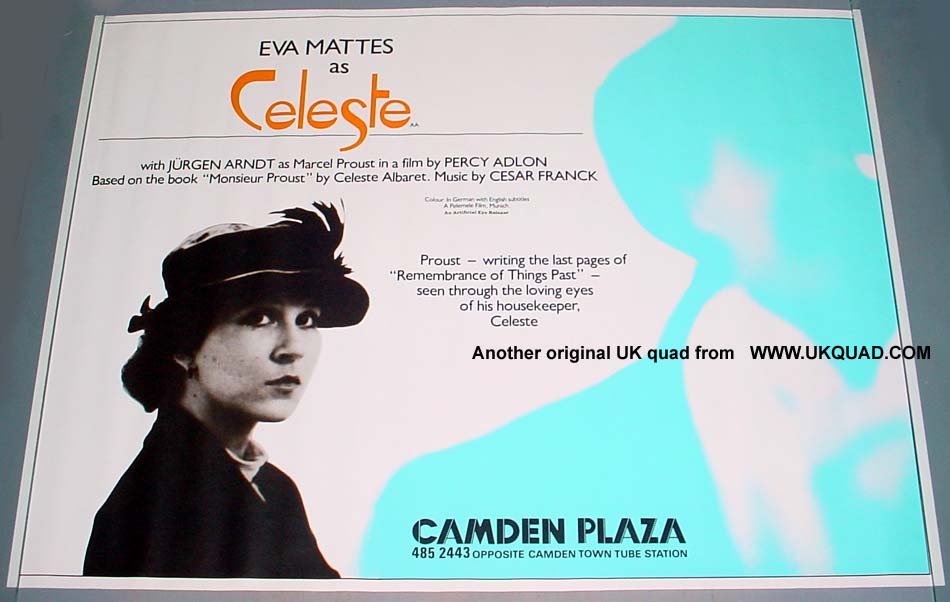 EVA MATTES
as
Celeste
AA
with JÜRGEN ARNDT as Marcel Proust in a film by PERCY ADLON
Based on the book "Monsieur Proust" by Celeste Albaret. Music by CESAR FRANCK
Colour. In German with English subtitles
A Pelemele Film, Munich
An Artificial Eye Release
Proust – writing the last pages of
"Remembrance of Things Past" –
seen through the loving eyes
of his housekeeper,
Celeste
Another original UK quad from WWW.UKQUAD.COM
CAMDEN PLAZA
485 2443 OPPOSITE CAMDEN TOWN TUBE STATION